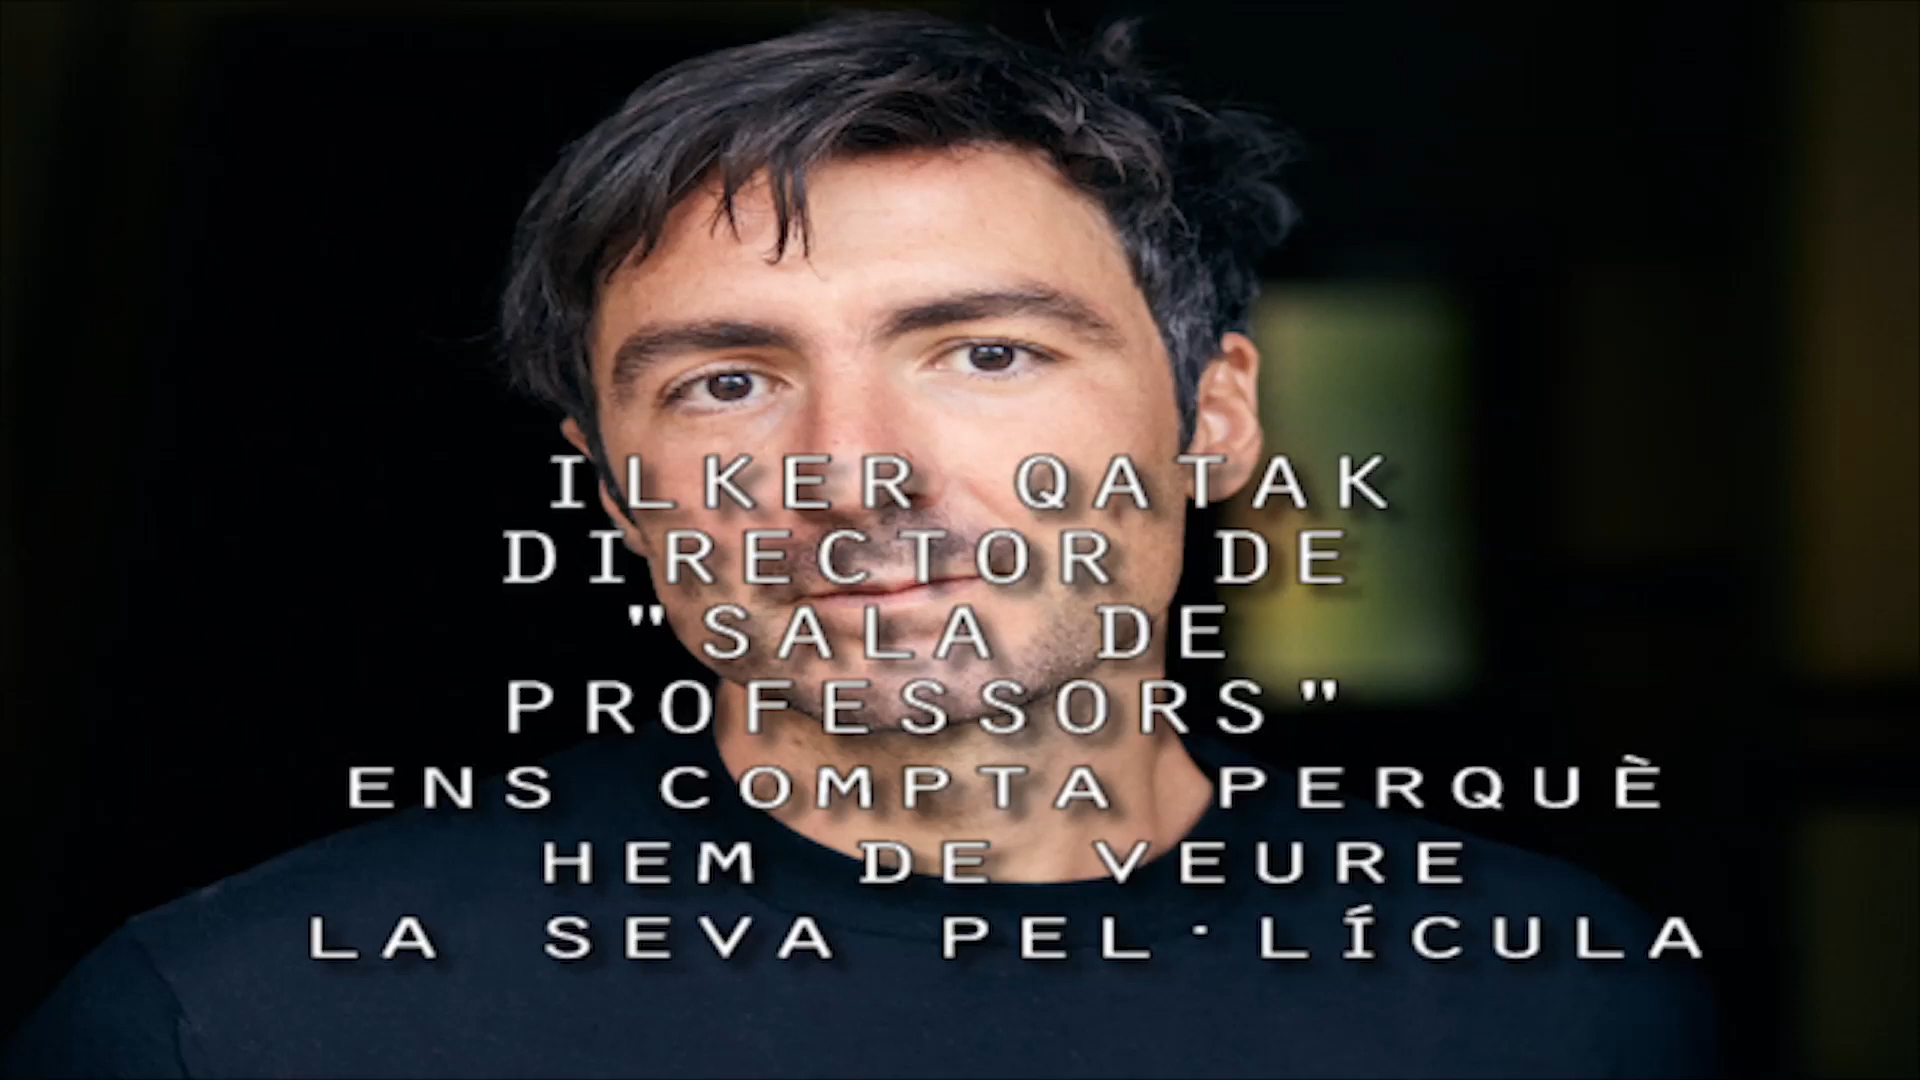 ILKER QATAK
DIRECTOR DE
"SALA DE
PROFESSORS"
ENS COMPTA PERQUÈ
HEM DE VEURE
LA SEVA PEL·LÍCULA